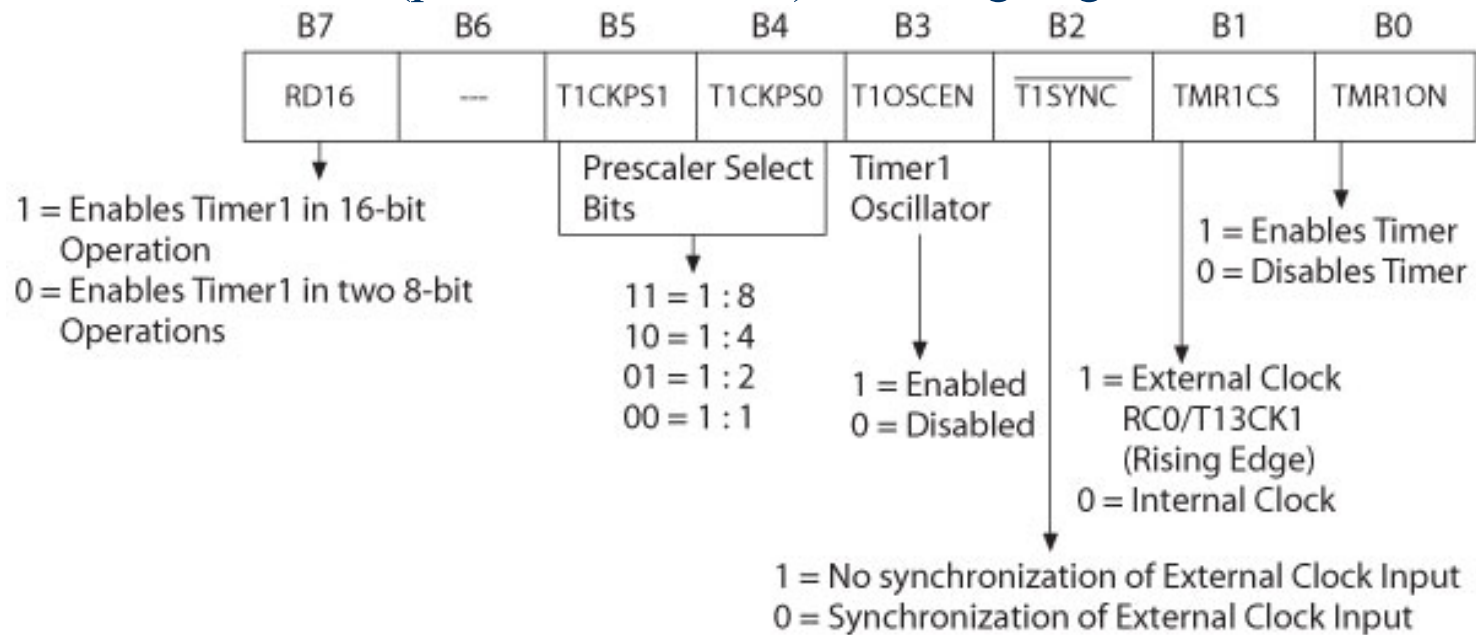 B7 B6 B5 B4 B3 B2 B1 B0
RD16 --- T1CKPS1 T1CKPS0 T1OSCEN T1SYNC TMR1CS TMR1ON
1 = Enables Timer1 in 16-bit
Operation
0 = Enables Timer1 in two 8-bit
Operations
Prescaler Select
Bits
11 = 1 : 8
10 = 1 : 4
01 = 1 : 2
00 = 1 : 1
Timer1
Oscillator
1 = Enabled
0 = Disabled
1 = No synchronization of External Clock Input
0 = Synchronization of External Clock Input
1 = External Clock
RC0/T13CK1
(Rising Edge)
0 = Internal Clock
1 = Enables Timer
0 = Disables Timer